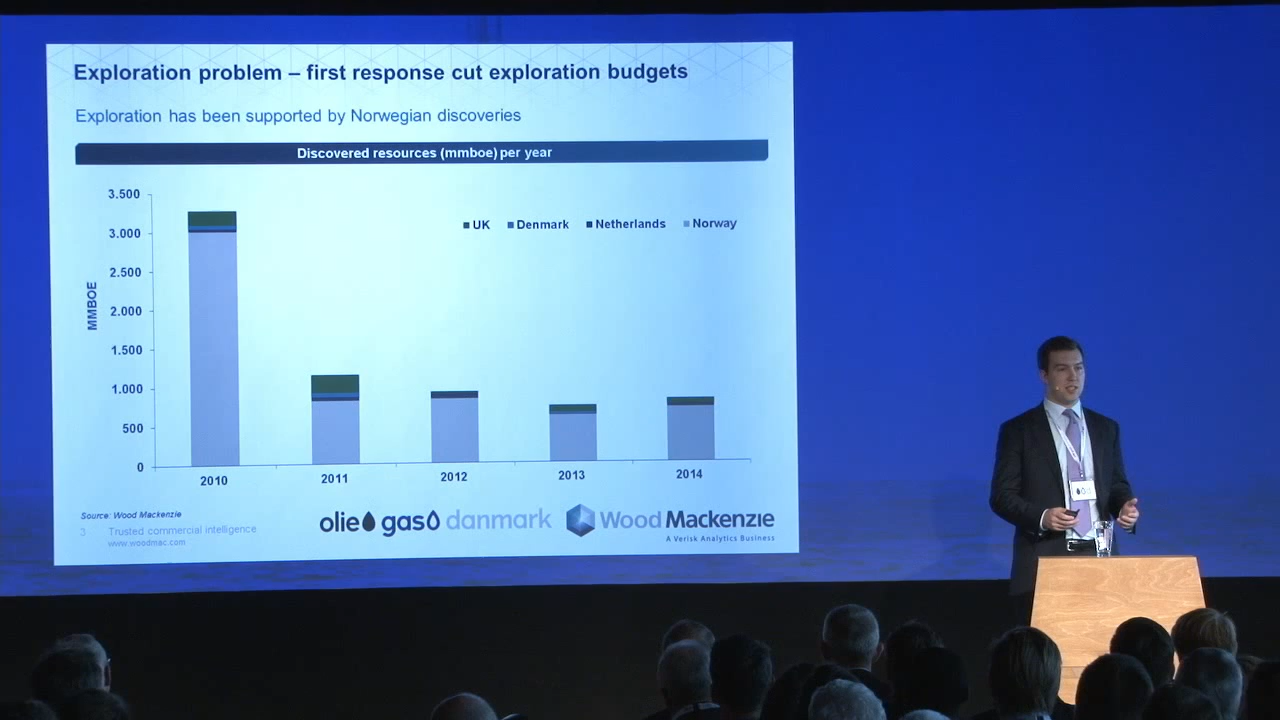 Exploration problem – first response cut exploration budgets
Exploration has been supported by Norwegian discoveries
Discovered resources (mmboe) per year
3.500
3.000
2.500
2.000
1.500
1.000
500
0
MMBOE
UK Denmark Netherlands Norway
2010 2011 2012 2013 2014
Source: Wood Mackenzie
3 Trusted commercial intelligence
www.woodmac.com
olie gas danmark
Wood Mackenzie
A Verisk Analytics Business